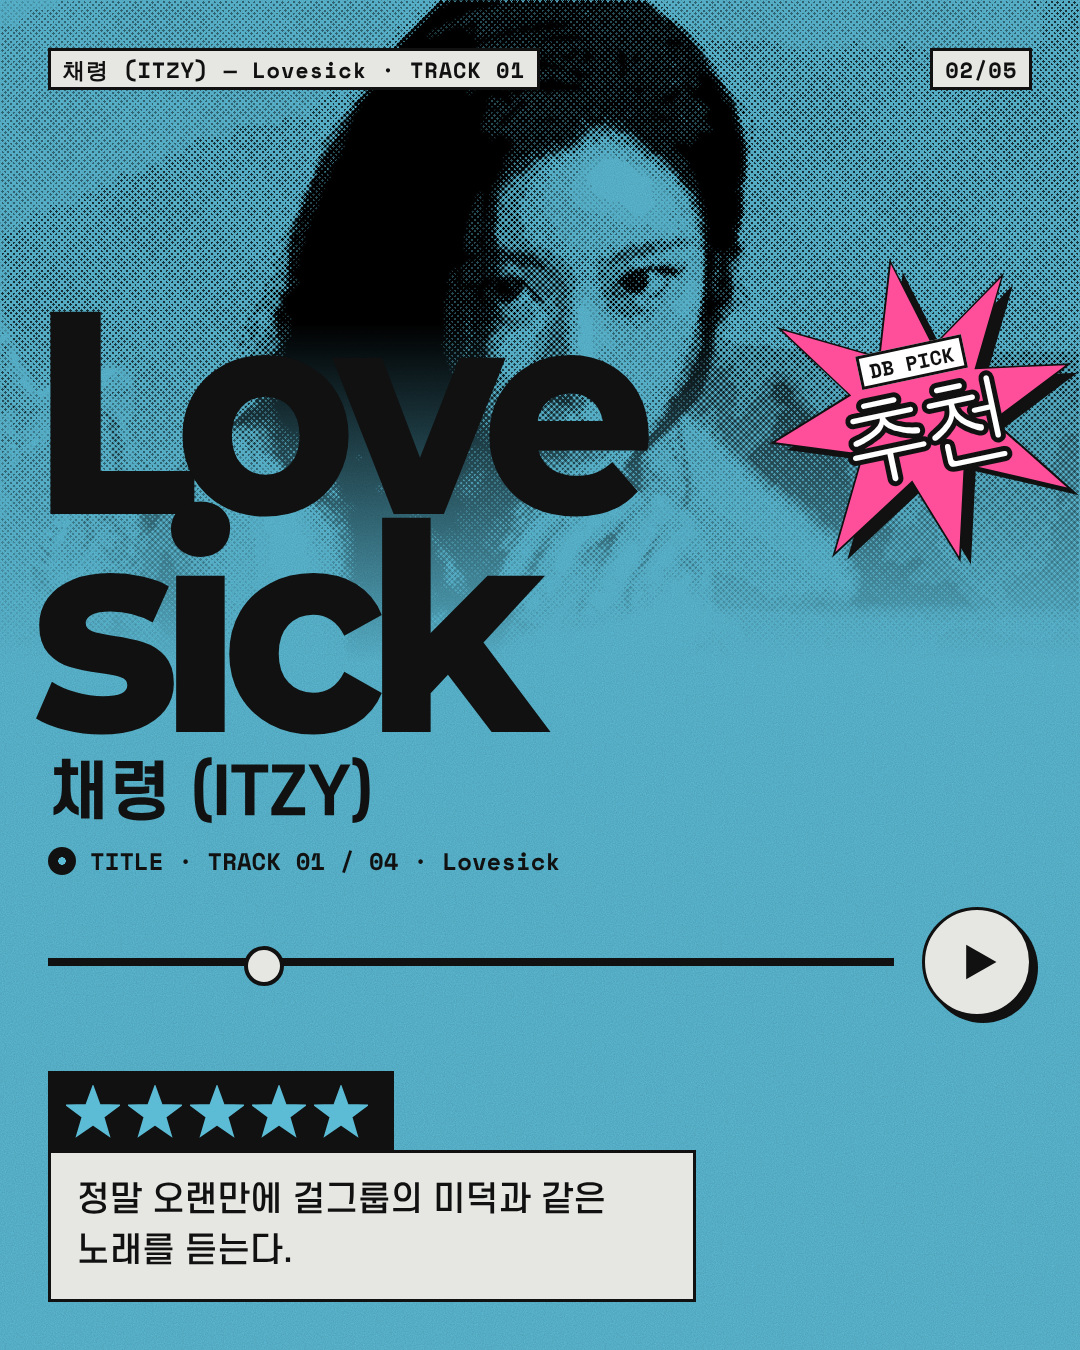 채령 (ITZY) — Lovesick · TRACK 01
02/05
DB PICK
추천
Love
sick
채령 (ITZY)
TITLE · TRACK 01 / 04 · Lovesick
정말 오랜만에 걸그룹의 미덕과 같은
노래를 듣는다.